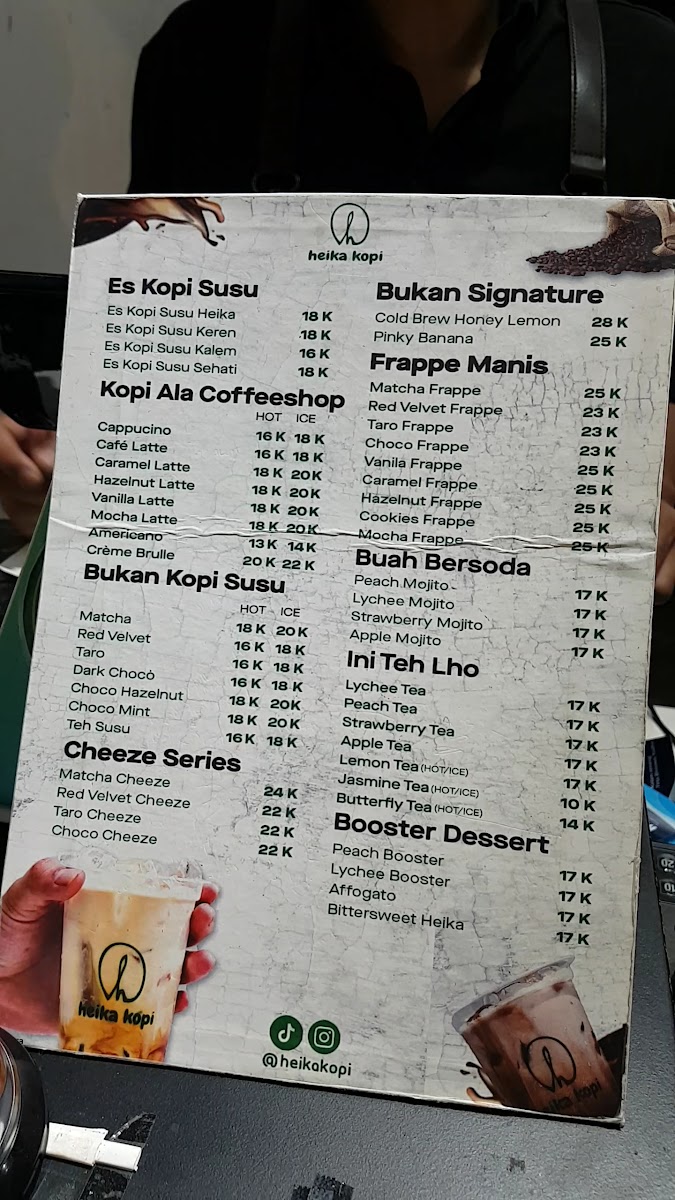 heika kopi
Es Kopi Susu
Es Kopi Susu Heika 18 K
Es Kopi Susu Keren 18 K
Es Kopi Susu Kalem 16 K
Es Kopi Susu Sehati 18 K
Kopi Ala Coffeeshop
HOT ICE
Cappucino 16 K 18 K
Café Latte 16 K 18 K
Caramel Latte 18 K 20 K
Hazelnut Latte 18 K 20 K
Vanilla Latte 18 K 20 K
Mocha Latte 18 K 20 K
Americano 13 K 14 K
Crème Brulle 20 K 22 K
Bukan Kopi Susu
HOT ICE
Matcha 18 K 20 K
Red Velvet 16 K 18 K
Taro 16 K 18 K
Dark Choco 16 K 18 K
Choco Hazelnut 18 K 20K
Choco Mint 18 K 20 K
Teh Susu 16 K 18 K
Cheeze Series
Matcha Cheeze 24 K
Red Velvet Cheeze 22 K
Taro Cheeze 22 K
Choco Cheeze 22 K
Bukan Signature
Cold Brew Honey Lemon 28 K
Pinky Banana 25 K
Frappe Manis
Matcha Frappe 25 K
Red Velvet Frappe 23 K
Taro Frappe 23 K
Choco Frappe 23 K
Vanila Frappe 25 K
Caramel Frappe 25 K
Hazelnut Frappe 25 K
Cookies Frappe 25 K
Mocha Frappe 25 K
Buah Bersoda
Peach Mojito 17 K
Lychee Mojito 17 K
Strawberry Mojito 17 K
Apple Mojito 17 K
Ini Teh Lho
Lychee Tea 17 K
Peach Tea 17 K
Strawberry Tea 17 K
Apple Tea 17 K
Lemon Tea (HOT/ICE) 17 K
Jasmine Tea (HOT/ICE) 10 K
Butterfly Tea (HOT/ICE) 14 K
Booster Dessert
Peach Booster 17 K
Lychee Booster 17 K
Affogato 17 K
Bittersweet Heika 17 K
heika kopi
@heikakopi
kopi